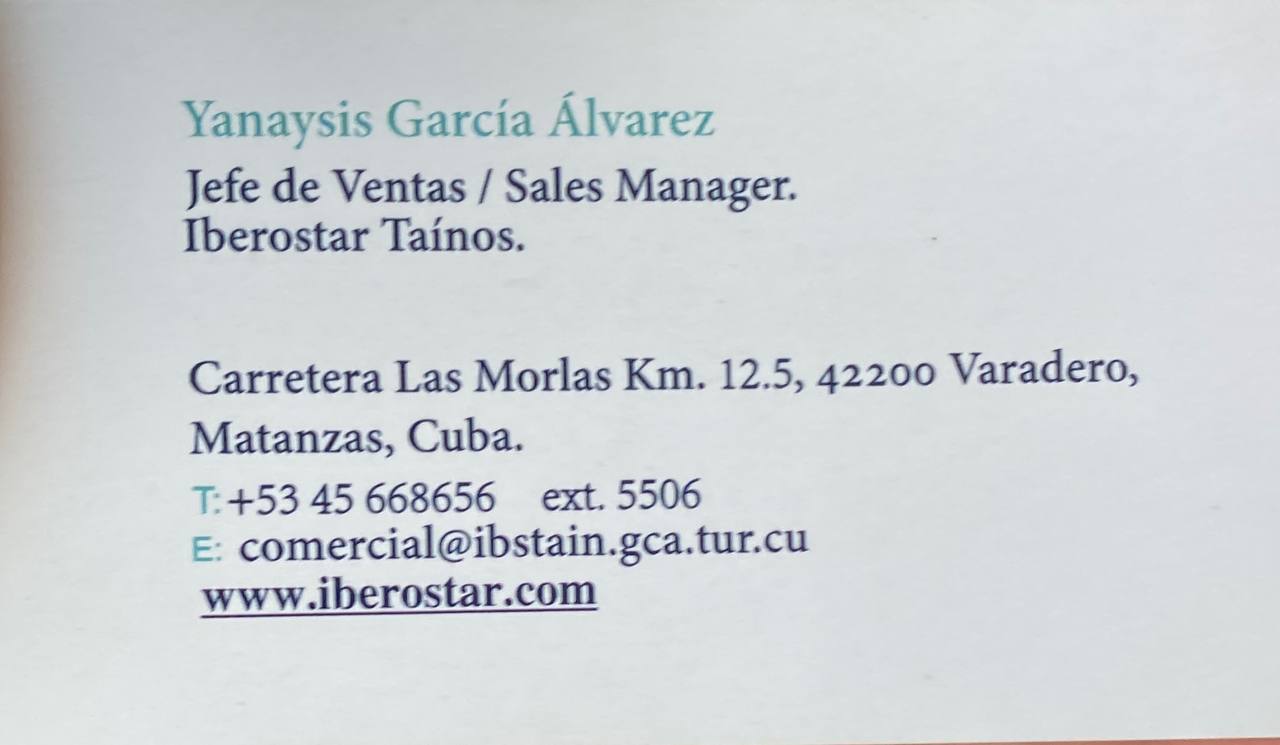 Yanaysis García Álvarez
Jefe de Ventas / Sales Manager.
Iberostar Taínos.
Carretera Las Morlas Km. 12.5, 42200 Varadero,
Matanzas, Cuba.
T: +53 45 668656 ext. 5506
E: comercial@ibstain.gca.tur.cu
www.iberostar.com